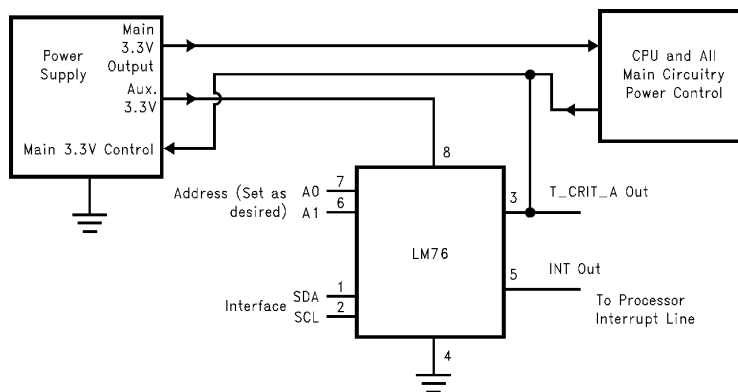 Main
3.3V
Output
Power
Supply
Aux.
3.3V
Main 3.3V Control
CPU and All
Main Circuitry
Power Control
8
Address (Set as
desired)
A0
7
A1
6
LM76
3
T_CRIT_A Out
5
INT Out
To Processor
Interrupt Line
Interface
SDA
1
SCL
2
4